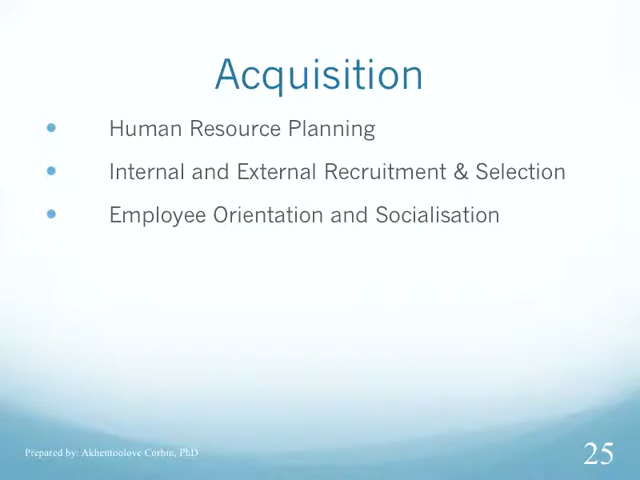 Acquisition
• Human Resource Planning
• Internal and External Recruitment & Selection
• Employee Orientation and Socialisation
Prepared by: Akhentoolove Corbin, PhD
25